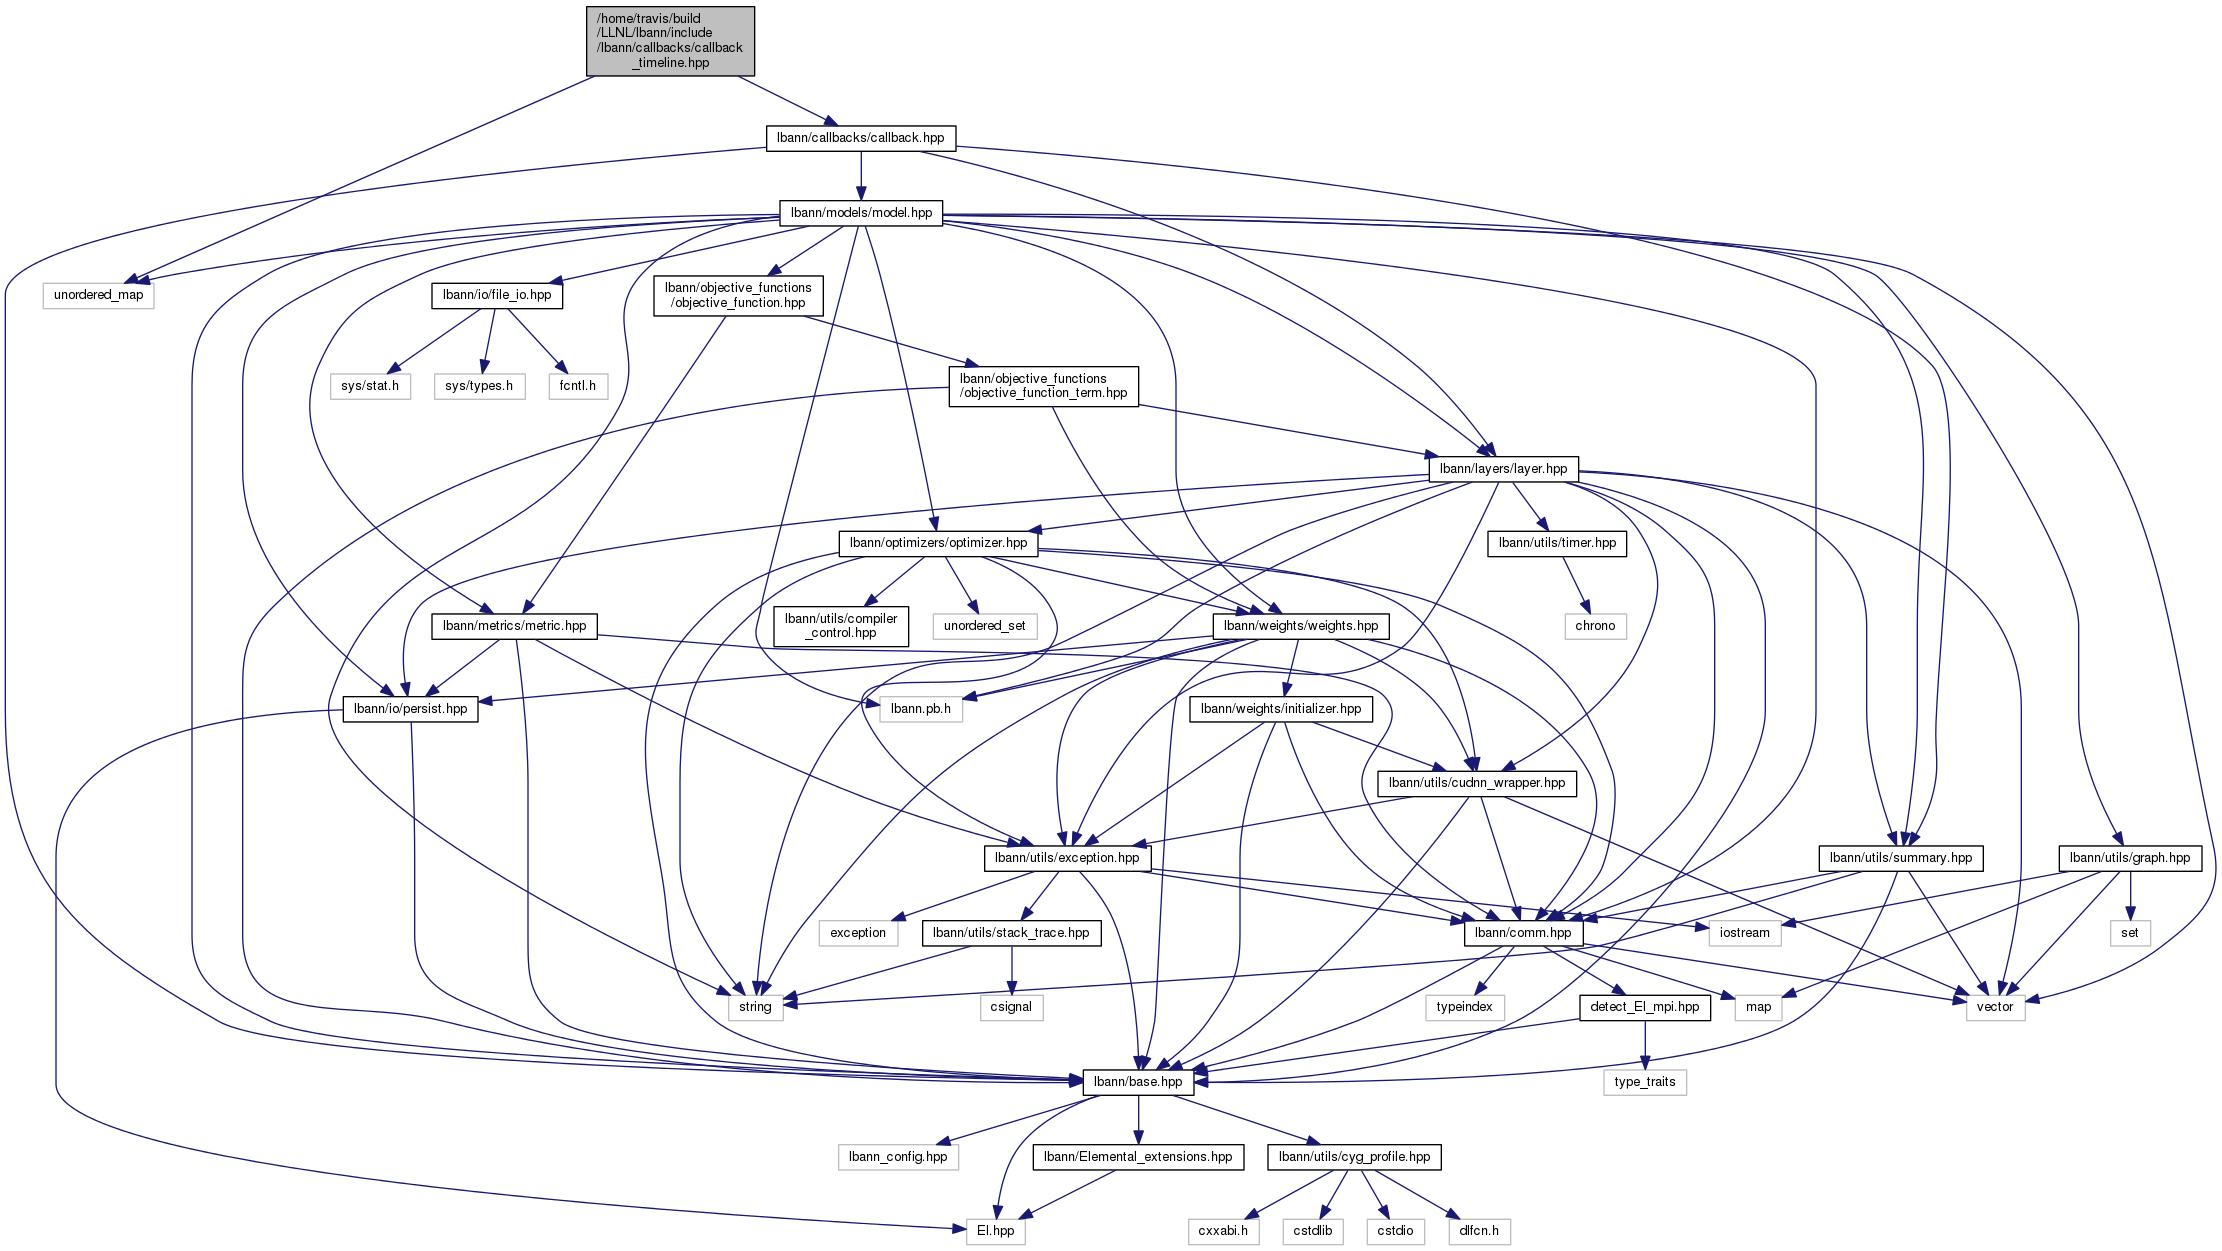 /home/travis/build
/LLNL/lbann/include
/lbann/callbacks/callback
_timeline.hpp
lbann/callbacks/callback.hpp
lbann/models/model.hpp
unordered_map
lbann/io/file_io.hpp
lbann/objective_functions
/objective_function.hpp
sys/stat.h
sys/types.h
fcntl.h
lbann/objective_functions
/objective_function_term.hpp
lbann/layers/layer.hpp
lbann/optimizers/optimizer.hpp
lbann/utils/timer.hpp
lbann/metrics/metric.hpp
lbann/utils/compiler
_control.hpp
unordered_set
lbann/weights/weights.hpp
chrono
lbann/io/persist.hpp
lbann.pb.h
lbann/weights/initializer.hpp
lbann/utils/cudnn_wrapper.hpp
lbann/utils/exception.hpp
lbann/utils/summary.hpp
lbann/utils/graph.hpp
exception
lbann/utils/stack_trace.hpp
lbann/comm.hpp
iostream
set
string
csignal
typeindex
detect_El_mpi.hpp
map
vector
lbann/base.hpp
type_traits
lbann_config.hpp
lbann/Elemental_extensions.hpp
lbann/utils/cyg_profile.hpp
El.hpp
cxxabi.h
cstdlib
cstdio
dlfcn.h